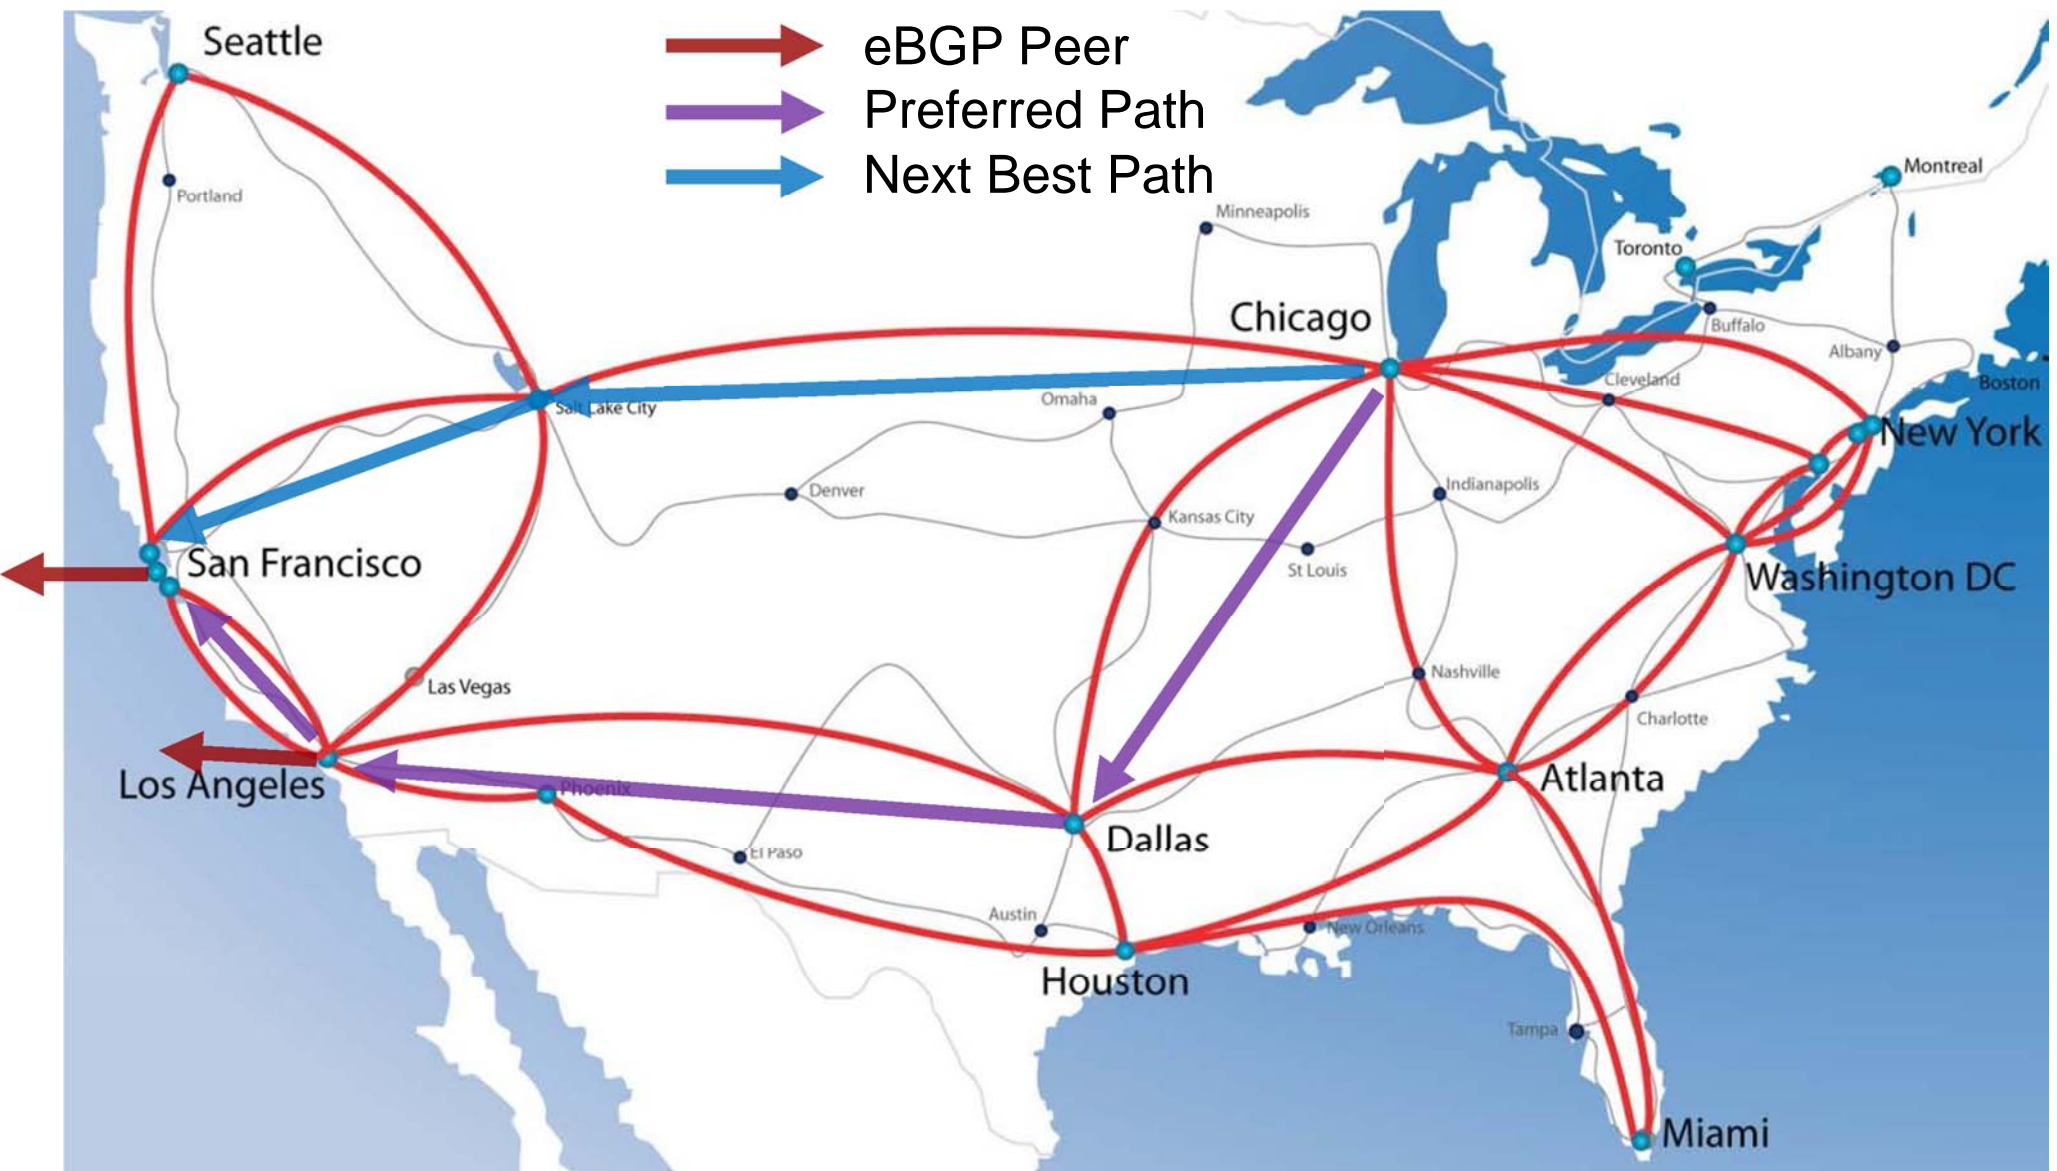 Seattle
eBGP Peer
Preferred Path
Next Best Path
Portland
Minneapolis
Montreal
Toronto
Chicago
Buffalo
Albany
Boston
Cleveland
Salt Lake City
Omaha
New York
Denver
Indianapolis
Kansas City
St Louis
San Francisco
Washington DC
Las Vegas
Nashville
Charlotte
Los Angeles
Phoenix
Atlanta
Dallas
El Paso
Austin
New Orleans
Houston
Tampa
Miami